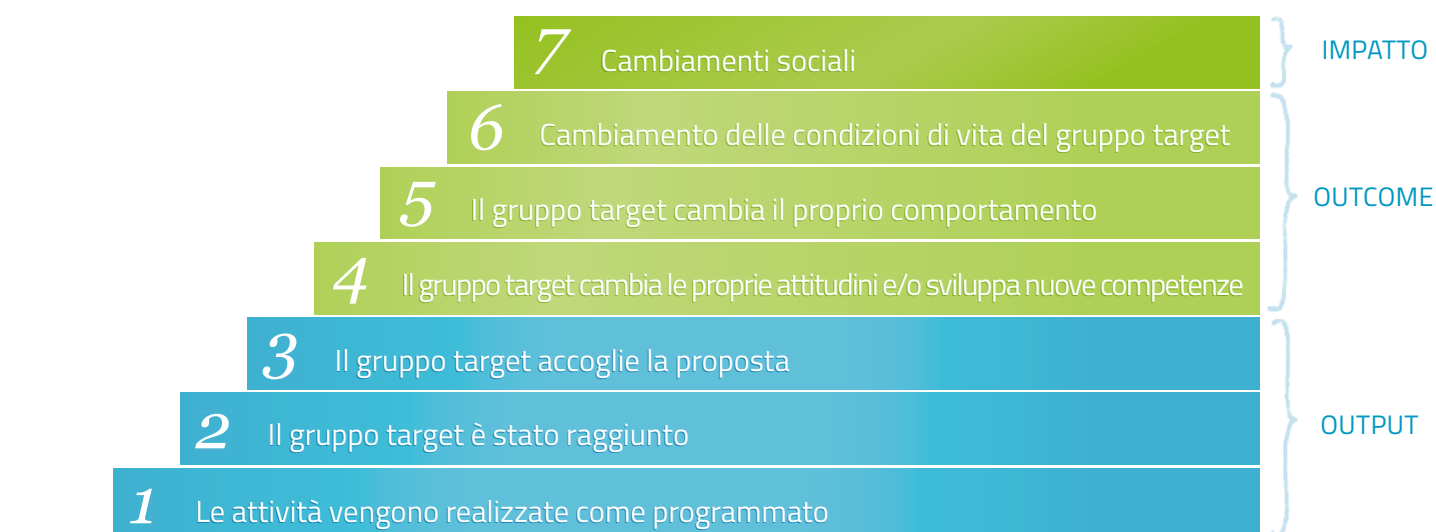 7 Cambiamenti sociali
IMPATTO
6 Cambiamento delle condizioni di vita del gruppo target
5 Il gruppo target cambia il proprio comportamento
OUTCOME
4 Il gruppo target cambia le proprie attitudini e/o sviluppa nuove competenze
3 Il gruppo target accoglie la proposta
2 Il gruppo target è stato raggiunto
OUTPUT
1 Le attività vengono realizzate come programmato